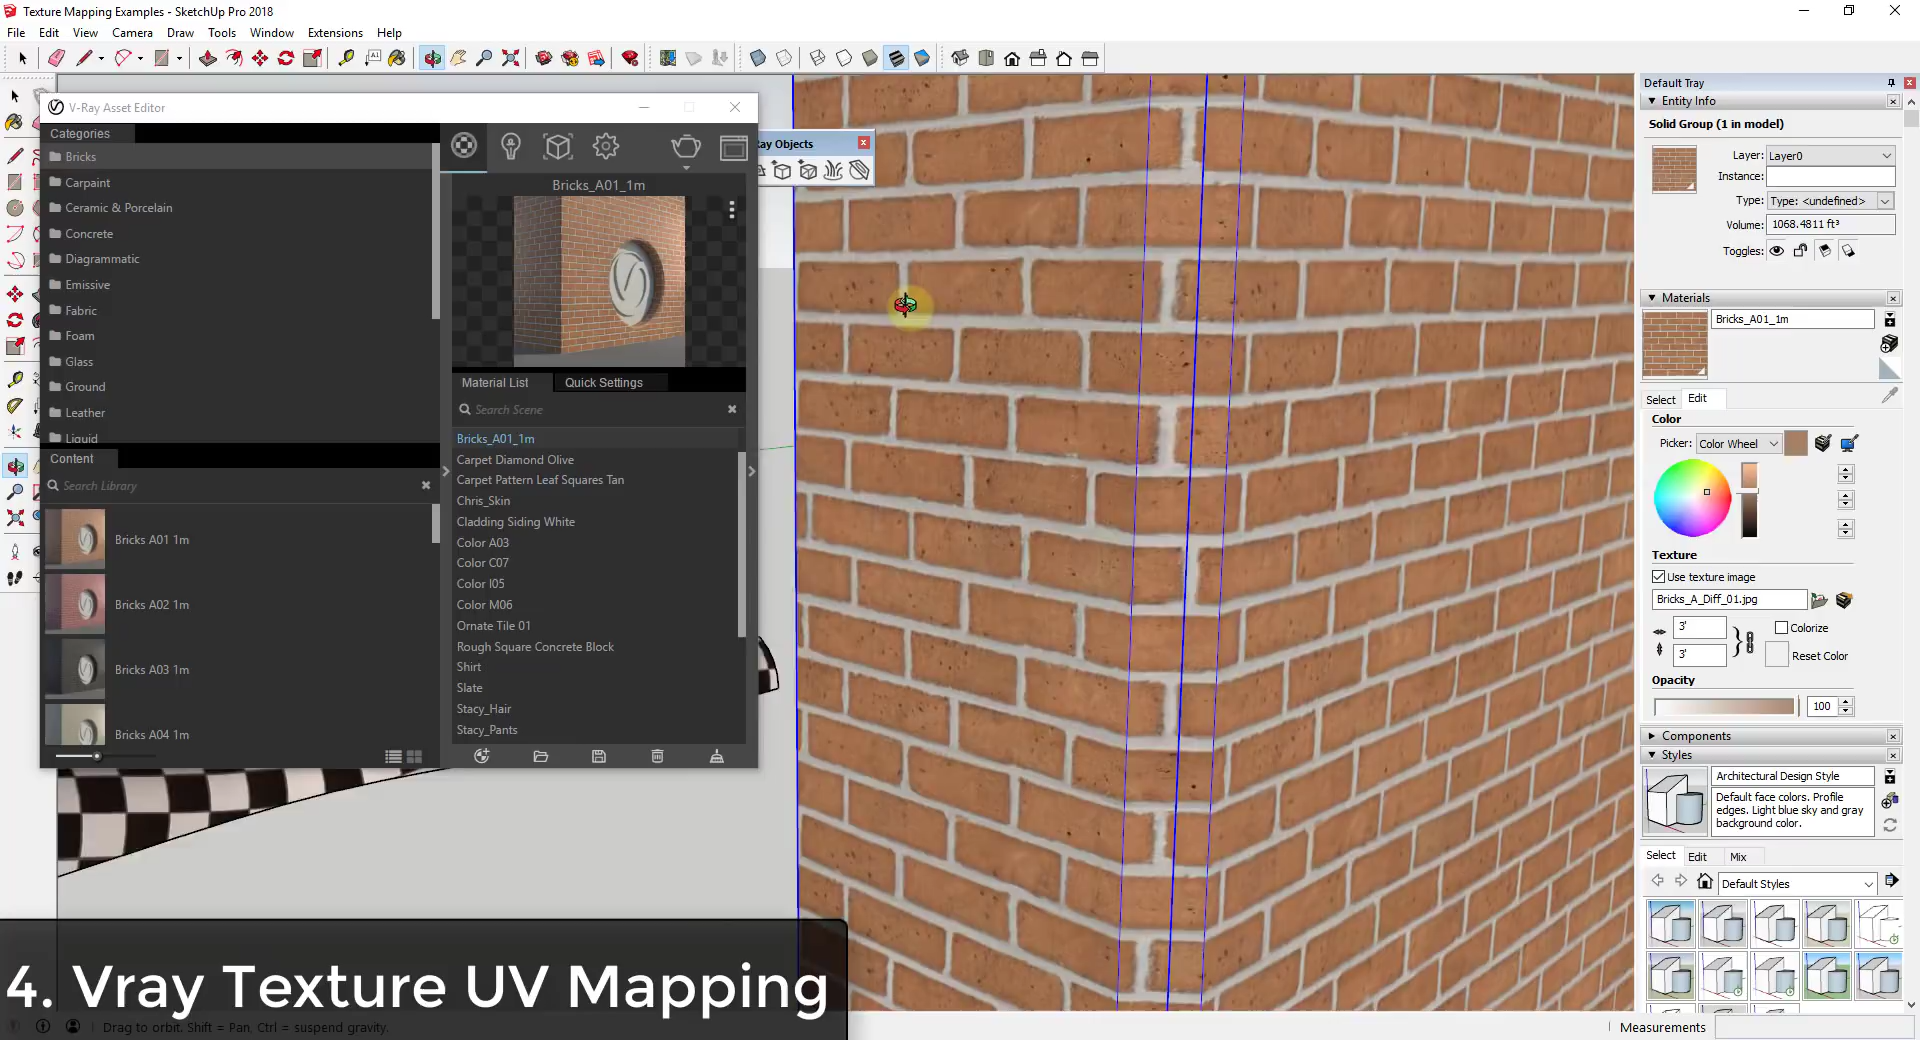 Texture Mapping Examples - SketchUp Pro 2018
File Edit View Camera Draw Tools Window Extensions Help
V-Ray Asset Editor
Categories
Bricks
Carpaint
Ceramic & Porcelain
Concrete
Diagrammatic
Emissive
Fabric
Foam
Glass
Ground
Leather
Liquid
Content
Search Library
Bricks A01 1m
Bricks A02 1m
Bricks A03 1m
Bricks A04 1m
Bricks_A01_1m
Material List Quick Settings
Search Scene
Bricks_A01_1m
Carpet Diamond Olive
Carpet Pattern Leaf Squares Tan
Chris_Skin
Cladding Siding White
Color A03
Color C07
Color I05
Color M06
Ornate Tile 01
Rough Square Concrete Block
Shirt
Slate
Stacy_Hair
Stacy_Pants
ay Objects
Default Tray
Entity Info
Solid Group (1 in model)
Layer: Layer0
Instance:
Type: Type: <undefined>
Volume: 1068.4811 ft³
Toggles:
Materials
Bricks_A01_1m
Select Edit
Color
Picker: Color Wheel
Texture
Use texture image
Bricks_A_Diff_01.jpg
3' Colorize
3' Reset Color
Opacity
100
Components
Styles
Architectural Design Style
Default face colors. Profile
edges. Light blue sky and gray
background color.
Select Edit Mix
Default Styles
4. Vray Texture UV Mapping
Drag to orbit. Shift = Pan, Ctrl = suspend gravity.
Measurements